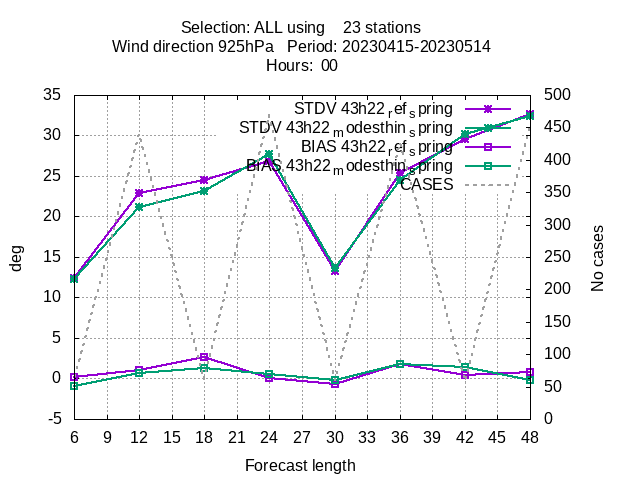 Selection: ALL using 23 stations
Wind direction 925hPa Period: 20230415-20230514
Hours: 00
35 500
STDV 43h22_ref_spring
450
30 STDV 43h22_modesthin_spring
BIAS 43h22_ref_spring
400
25 BIAS 43h22_modesthin_spring
CASES 350
20 300
deg 15 250 No cases
10 200
5 150
0 100
50
-5 0
6 9 12 15 18 21 24 27 30 33 36 39 42 45 48
Forecast length